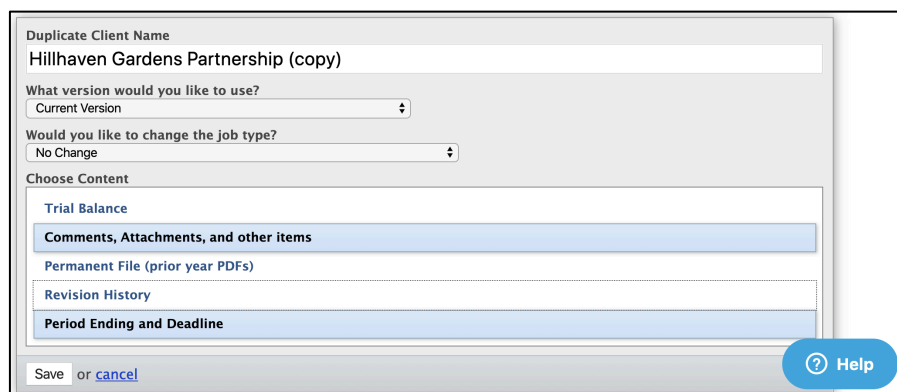 Duplicate Client Name
Hillhaven Gardens Partnership (copy)
What version would you like to use?
Current Version
Would you like to change the job type?
No Change
Choose Content
Trial Balance
Comments, Attachments, and other items
Permanent File (prior year PDFs)
Revision History
Period Ending and Deadline
Save or cancel
? Help